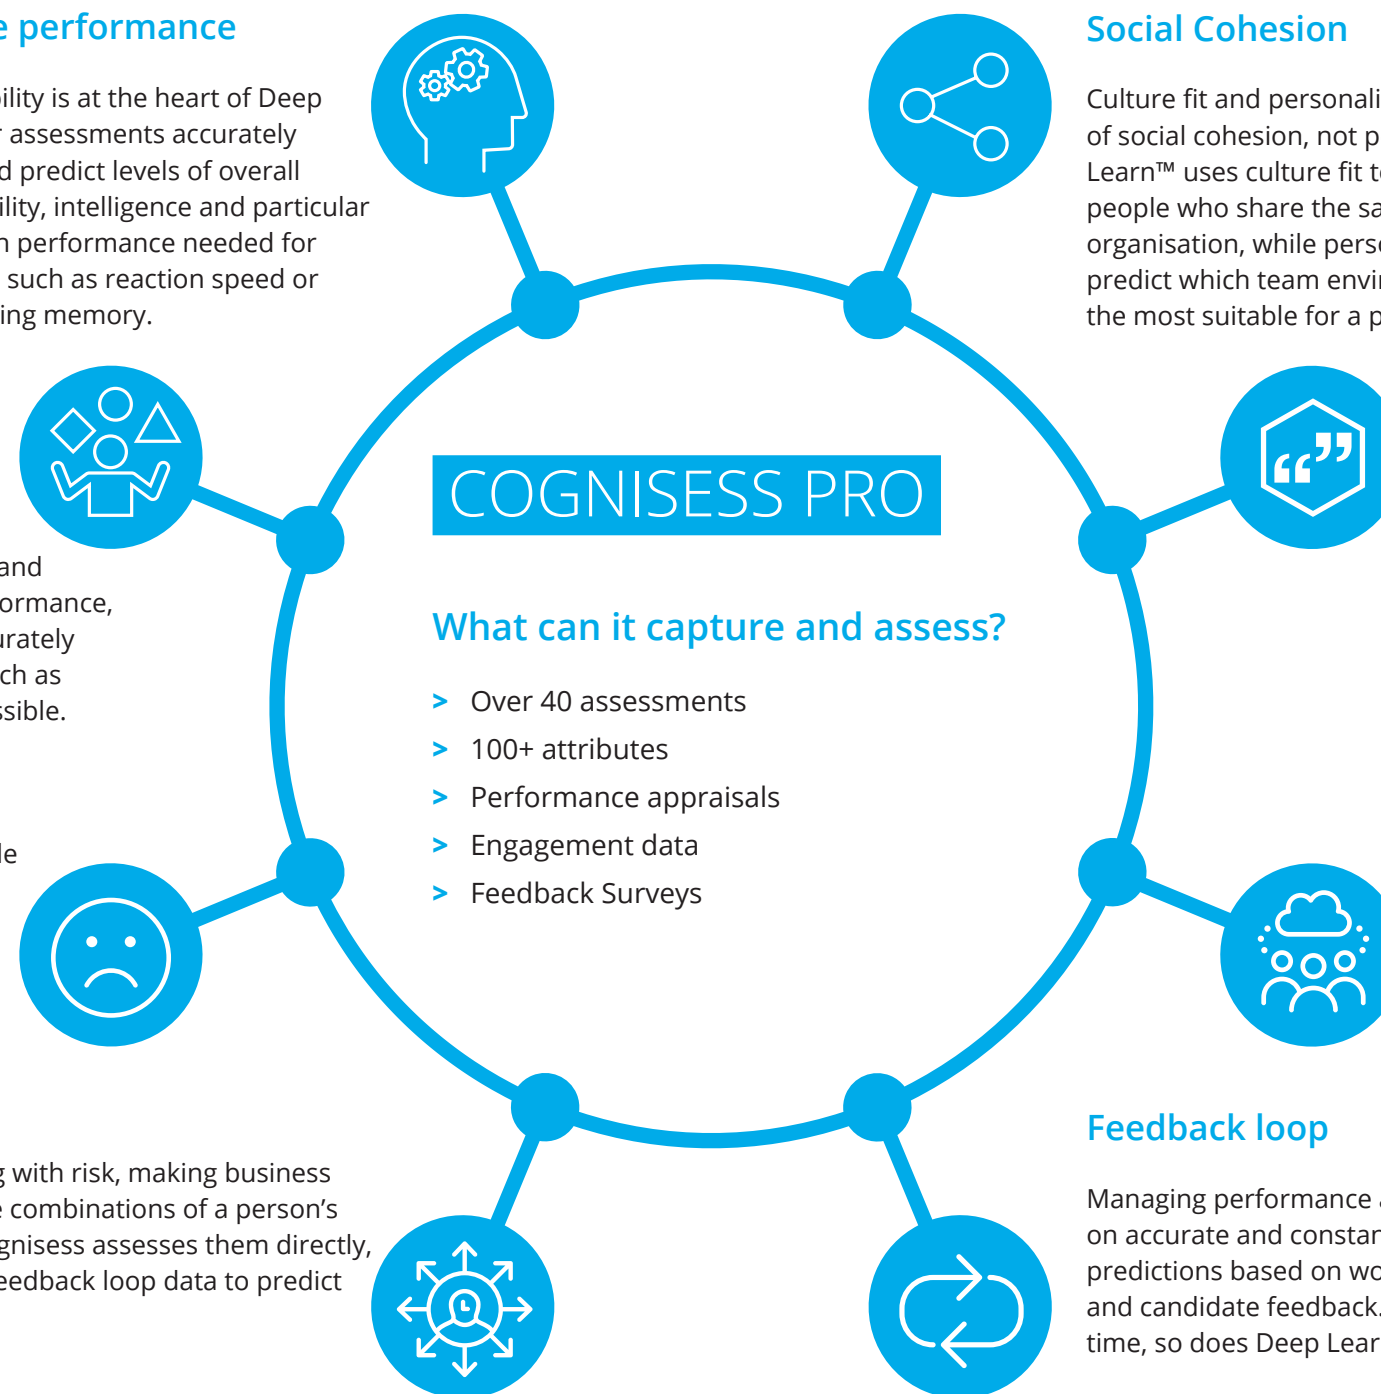 e performance
bility is at the heart of Deep
r assessments accurately
d predict levels of overall
ility, intelligence and particular
n performance needed for
such as reaction speed or
ing memory.
Social Cohesion
Culture fit and personali
of social cohesion, not p
Learn™ uses culture fit t
people who share the sa
organisation, while perso
predict which team envi
the most suitable for a p
and
ormance,
urately
ch as
ssible.
le
COGNISESS PRO
What can it capture and assess?
> Over 40 assessments
> 100+ attributes
> Performance appraisals
> Engagement data
> Feedback Surveys
g with risk, making business
e combinations of a person’s
gnisess assesses them directly,
eedback loop data to predict
Feedback loop
Managing performance a
on accurate and constan
predictions based on wo
and candidate feedback.
time, so does Deep Lear